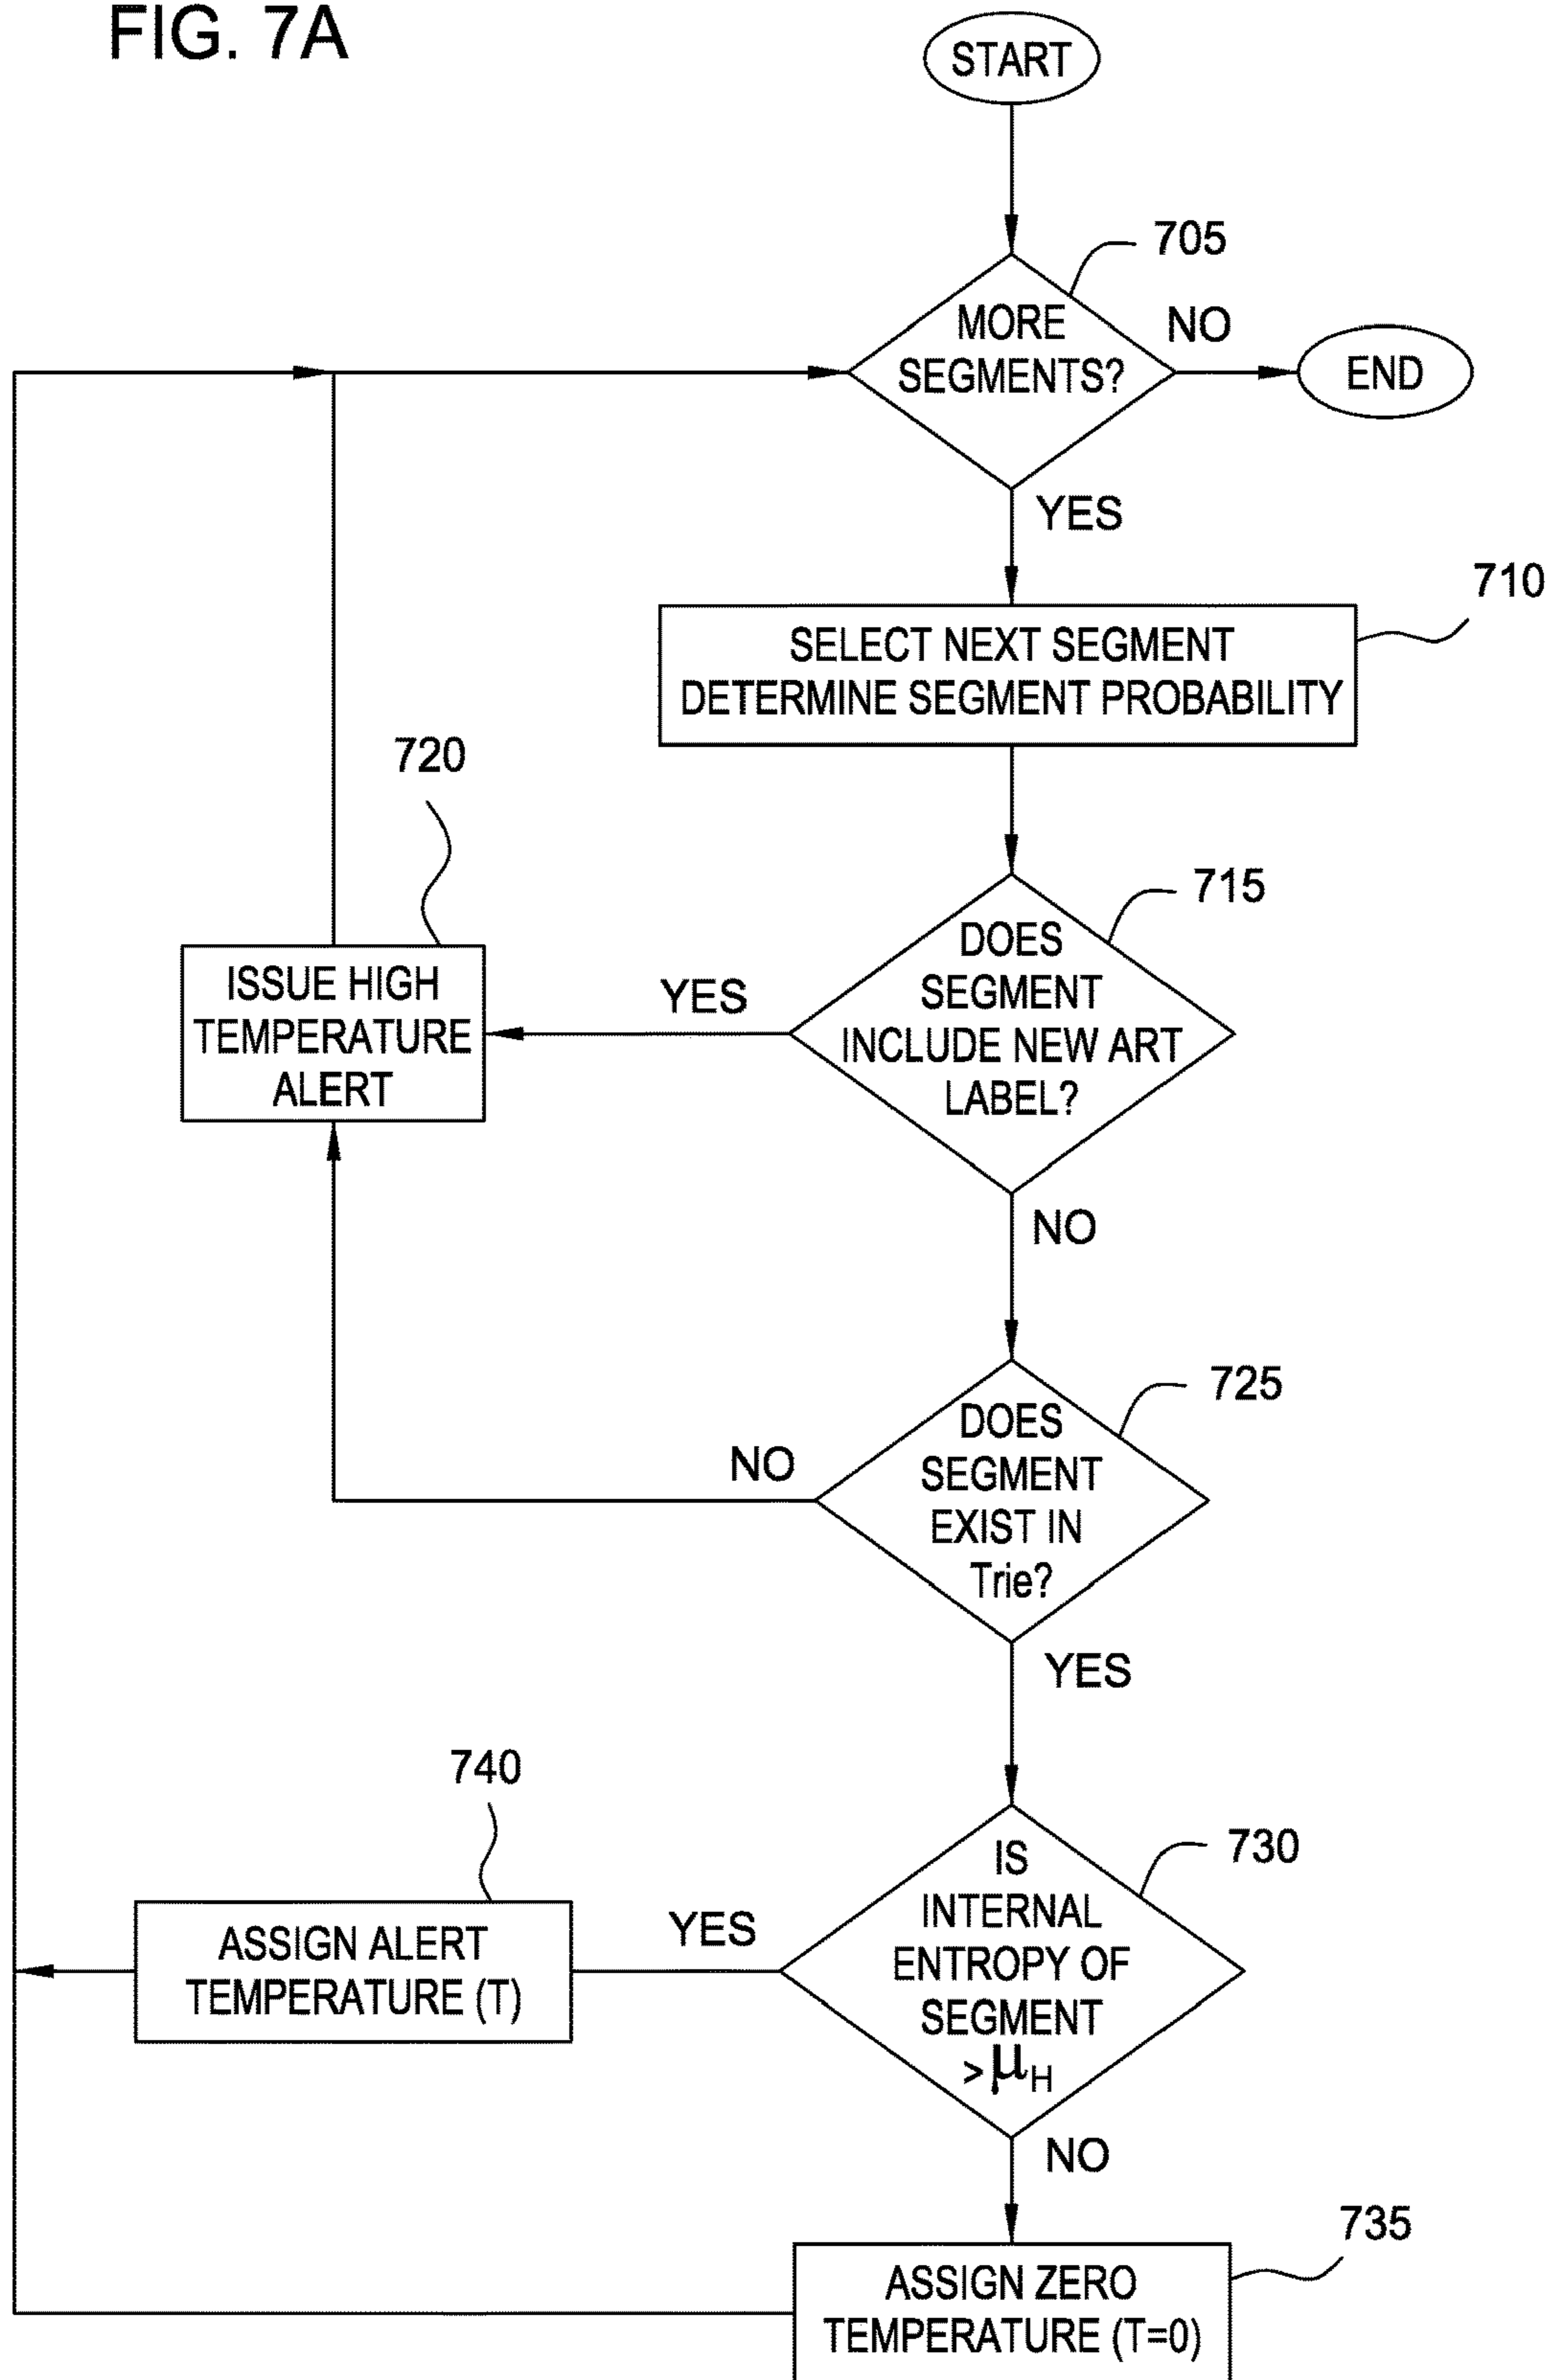 FIG. 7A
START
705
MORE
SEGMENTS?
NO
END
YES
710
SELECT NEXT SEGMENT
DETERMINE SEGMENT PROBABILITY
720
715
DOES
SEGMENT
INCLUDE NEW ART
LABEL?
YES
ISSUE HIGH
TEMPERATURE
ALERT
NO
725
DOES
SEGMENT
EXIST IN
Trie?
NO
YES
740
730
IS
INTERNAL
ENTROPY OF
SEGMENT
> μH
YES
ASSIGN ALERT
TEMPERATURE (T)
NO
735
ASSIGN ZERO
TEMPERATURE (T=0)